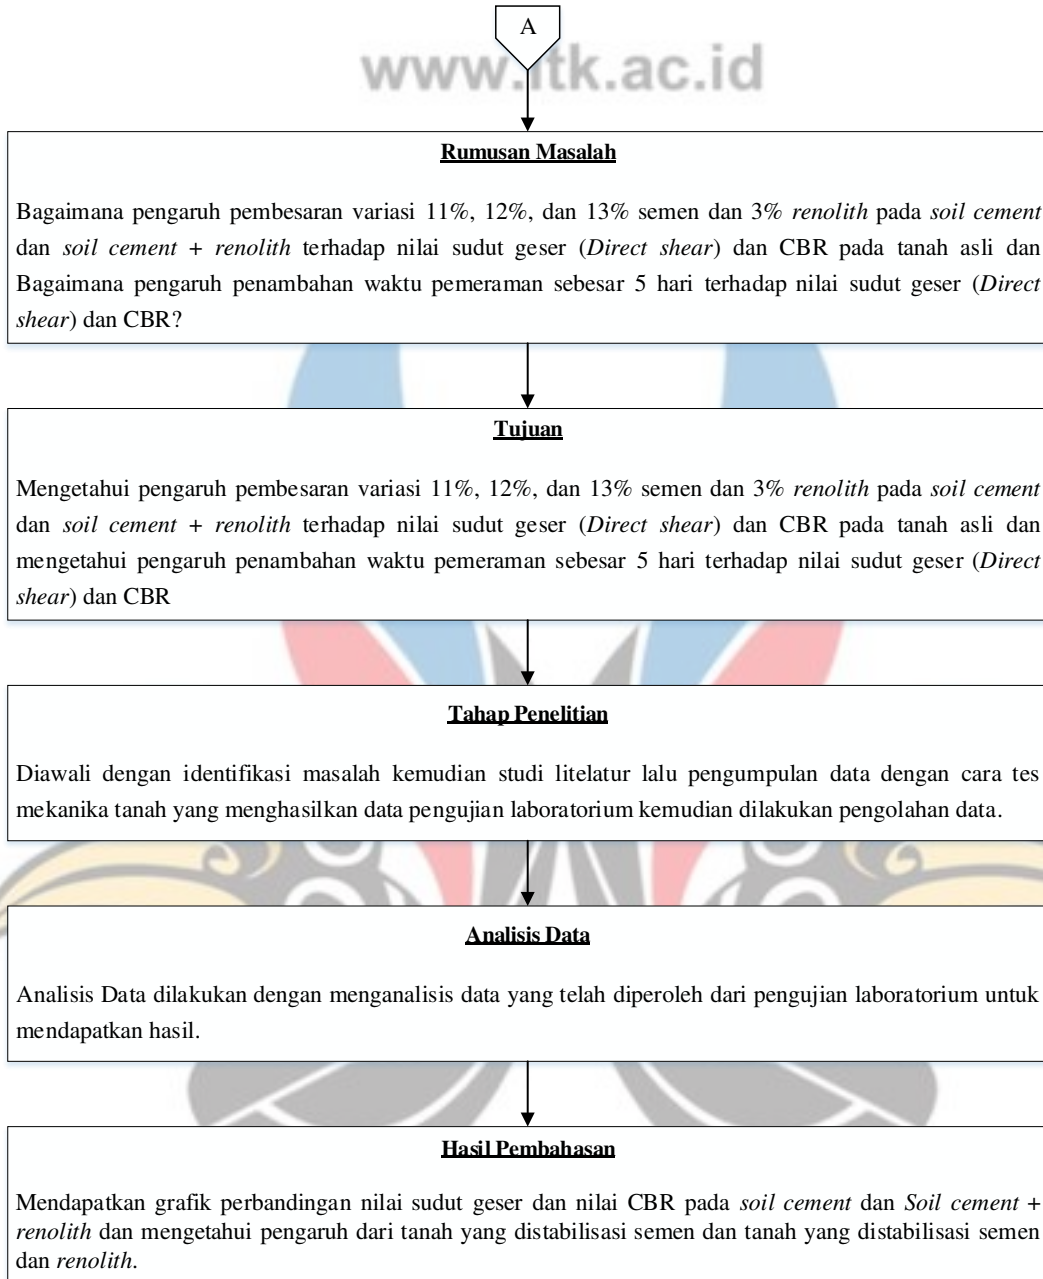 A
www.itk.ac.id
Rumusan Masalah
Bagaimana pengaruh pembesaran variasi 11%, 12%, dan 13% semen dan 3% renolith pada soil cement
dan soil cement + renolith terhadap nilai sudut geser (Direct shear) dan CBR pada tanah asli dan
Bagaimana pengaruh penambahan waktu pemeraman sebesar 5 hari terhadap nilai sudut geser (Direct
shear) dan CBR?
Tujuan
Mengetahui pengaruh pembesaran variasi 11%, 12%, dan 13% semen dan 3% renolith pada soil cement
dan soil cement + renolith terhadap nilai sudut geser (Direct shear) dan CBR pada tanah asli dan
mengetahui pengaruh penambahan waktu pemeraman sebesar 5 hari terhadap nilai sudut geser (Direct
shear) dan CBR
Tahap Penelitian
Diawali dengan identifikasi masalah kemudian studi litelatur lalu pengumpulan data dengan cara tes
mekanika tanah yang menghasilkan data pengujian laboratorium kemudian dilakukan pengolahan data.
Analisis Data
Analisis Data dilakukan dengan menganalisis data yang telah diperoleh dari pengujian laboratorium untuk
mendapatkan hasil.
Hasil Pembahasan
Mendapatkan grafik perbandingan nilai sudut geser dan nilai CBR pada soil cement dan Soil cement +
renolith dan mengetahui pengaruh dari tanah yang distabilisasi semen dan tanah yang distabilisasi semen
dan renolith.